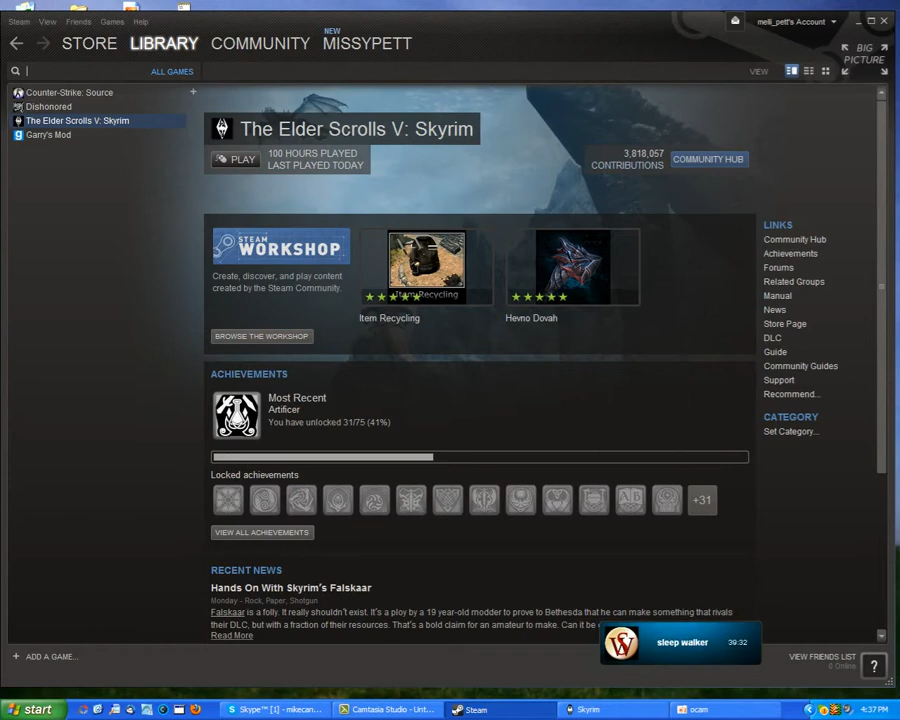 Steam View Friends Games Help
melli_pett's Account
STORE LIBRARY COMMUNITY NEW MISSYPETT
BIG PICTURE
ALL GAMES
VIEW
Counter-Strike: Source
Dishonored
The Elder Scrolls V: Skyrim
Garry's Mod
The Elder Scrolls V: Skyrim
PLAY
100 HOURS PLAYED
LAST PLAYED TODAY
3,818,057
CONTRIBUTIONS
COMMUNITY HUB
STEAM
WORKSHOP
Create, discover, and play content
created by the Steam Community.
BROWSE THE WORKSHOP
Item Recycling
Item Recycling
Hevno Dovah
LINKS
Community Hub
Achievements
Forums
Related Groups
Manual
News
Store Page
DLC
Guide
Community Guides
Support
Recommend...
CATEGORY
Set Category...
ACHIEVEMENTS
Most Recent
Artificer
You have unlocked 31/75 (41%)
Locked achievements
+31
VIEW ALL ACHIEVEMENTS
RECENT NEWS
Hands On With Skyrim's Falskaar
Monday - Rock, Paper, Shotgun
Falskaar is a folly. It really shouldn't exist. It's a ploy by a 19 year-old modder to prove to Bethesda that he can make something that rivals
their DLC, but with a fraction of their resources. That's a bold claim for an amateur to make. Can it be
Read More
sleep walker 39:32
+ ADD A GAME...
VIEW FRIENDS LIST
0 Online
?
start
Skype™ [1] - mikecan...
Camtasia Studio - Unt...
Steam
Skyrim
ocam
4:37 PM